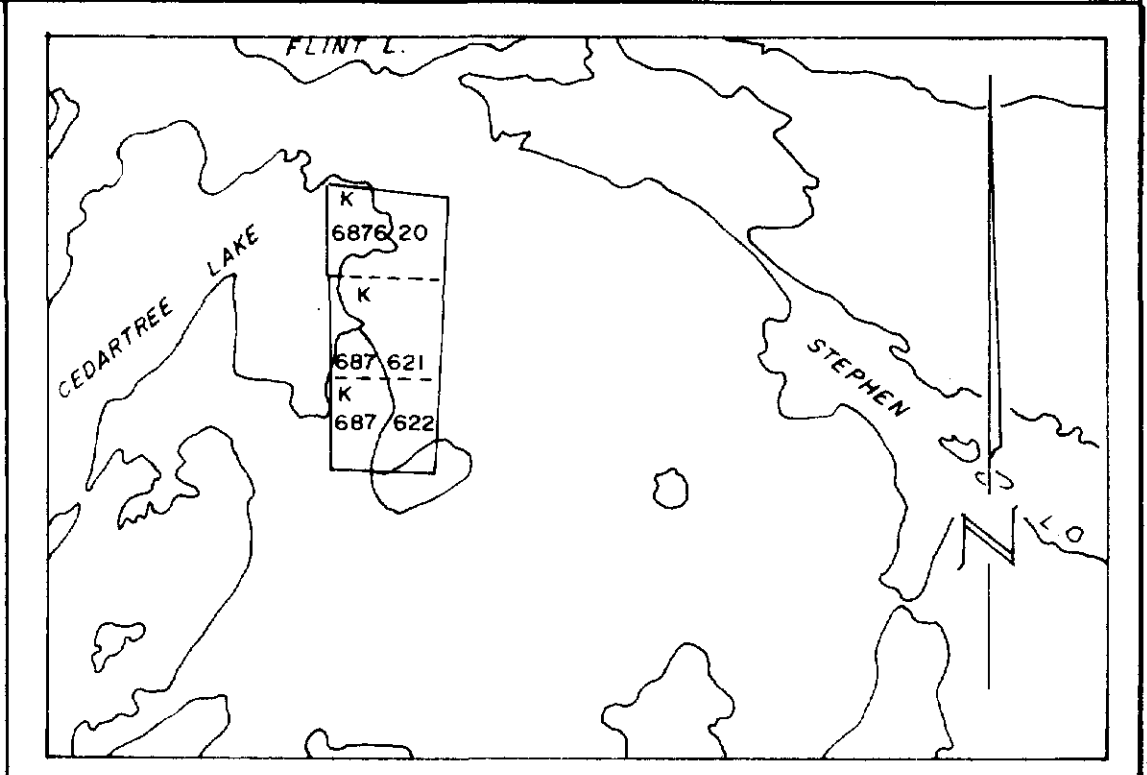 FLINT L.
K
6876 20
CEDARTREE LAKE
K
687 621
K
687 622
STEPHEN
N